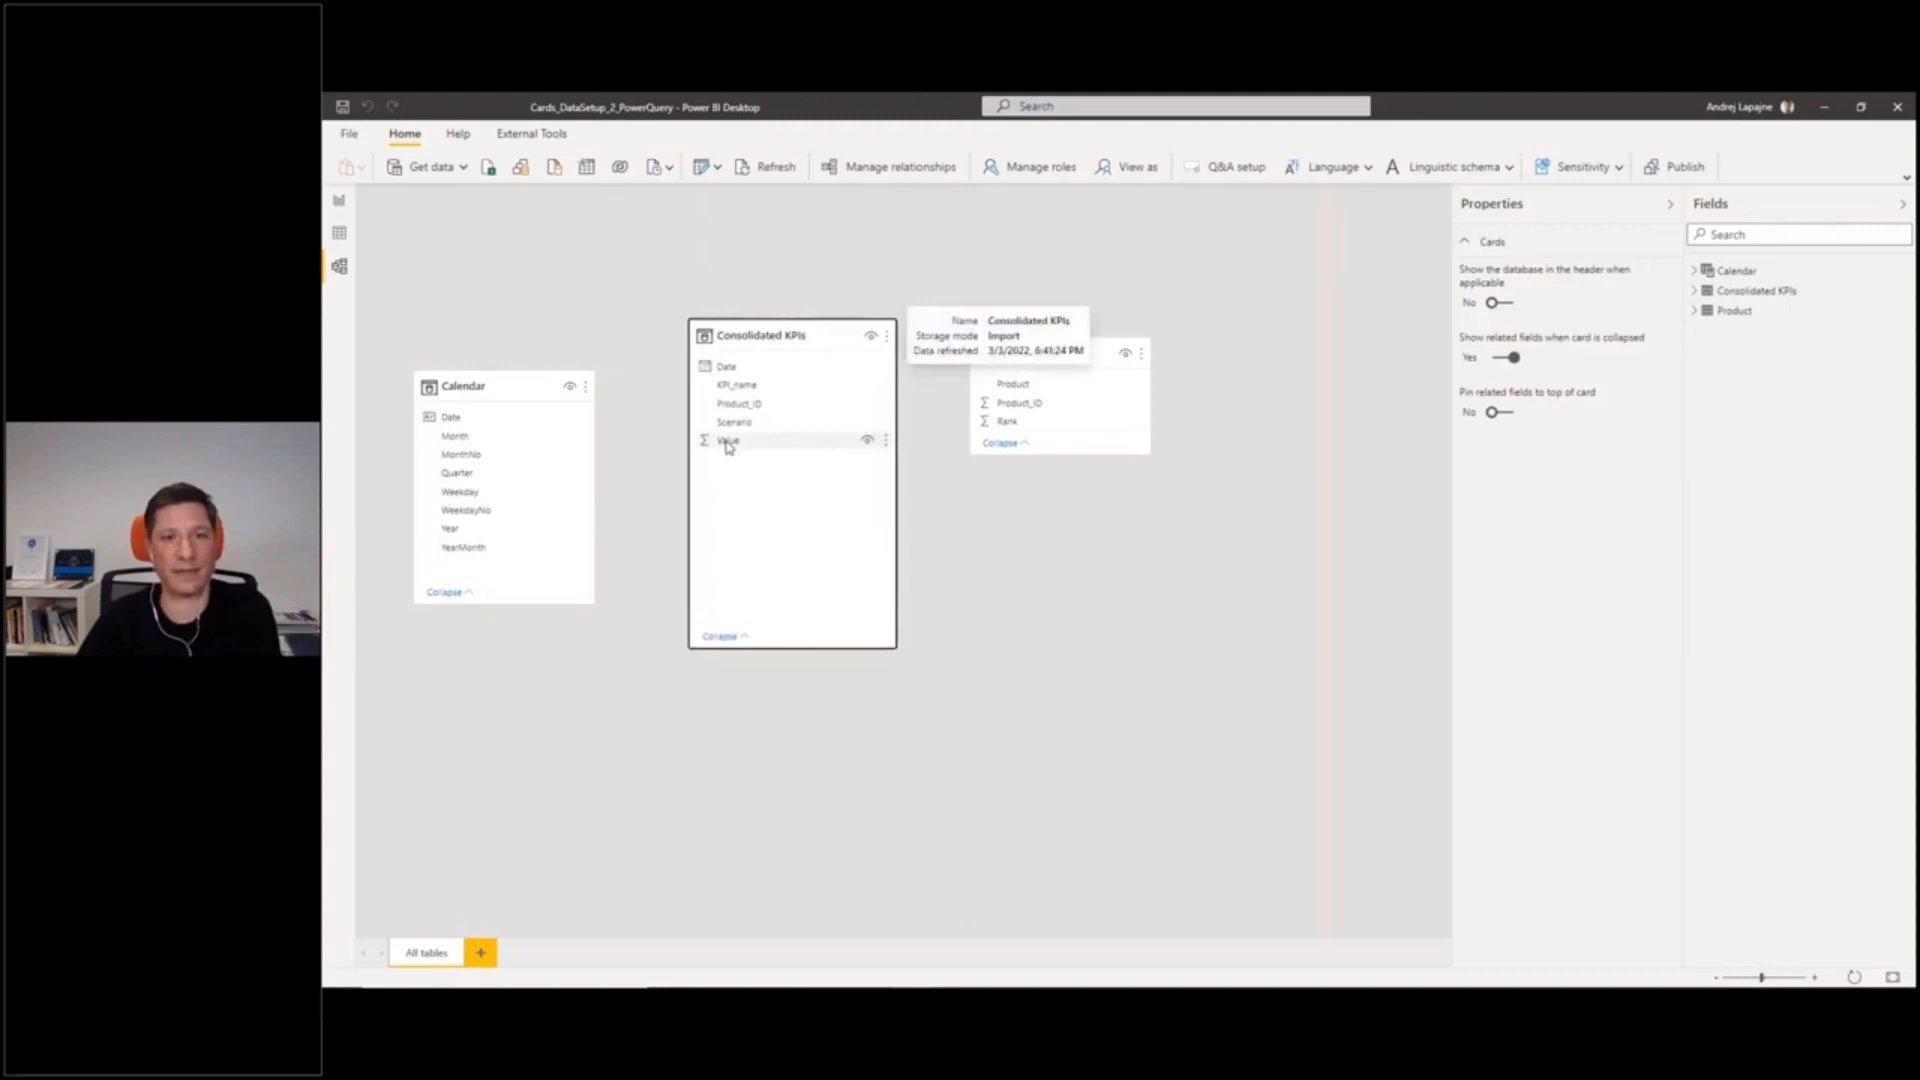 Cards_DataSetup_2_PowerQuery - Power BI Desktop
Search
Andrej Lapajne
File Home Help External Tools
Get data
Refresh
Manage relationships
Manage roles
View as
Q&A setup
Language
Linguistic schema
Sensitivity
Publish
Calendar
Date
Month
MonthNo
Quarter
Weekday
WeekdayNo
Year
YearMonth
Collapse
Consolidated KPIs
Date
KPI_name
Product_ID
Scenario
Value
Collapse
Name Consolidated KPIs
Storage mode Import
Data refreshed 3/3/2022, 6:41:24 PM
Product
Product_ID
Rank
Collapse
Properties
Cards
Show the database in the header when
applicable
No
Show related fields when card is collapsed
Yes
Pin related fields to top of card
No
Fields
Search
Calendar
Consolidated KPIs
Product
All tables